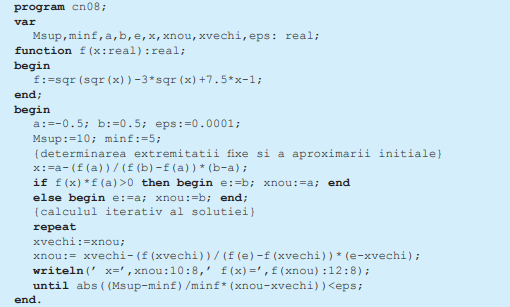 program cn08;
var
Msup,minf,a,b,e,x,xnou,xvechi,eps: real;
function f(x:real):real;
begin
f:=sqr(sqr(x))-3*sqr(x)+7.5*x-1;
end;
begin
a:=-0.5; b:=0.5; eps:=0.0001;
Msup:=10; minf:=5;
{determinarea extremitatii fixe si a aproximarii initiale}
x:=a-(f(a))/(f(b)-f(a))*(b-a);
if f(x)*f(a)>0 then begin e:=b; xnou:=a; end
else begin e:=a; xnou:=b; end;
{calculul iterativ al solutiei}
repeat
xvechi:=xnou;
xnou:= xvechi-(f(xvechi))/(f(e)-f(xvechi))*(e-xvechi);
writeln(’ x=’,xnou:10:8,’ f(x)=’,f(xnou):12:8);
until abs((Msup-minf)/minf*(xnou-xvechi))<eps;
end.